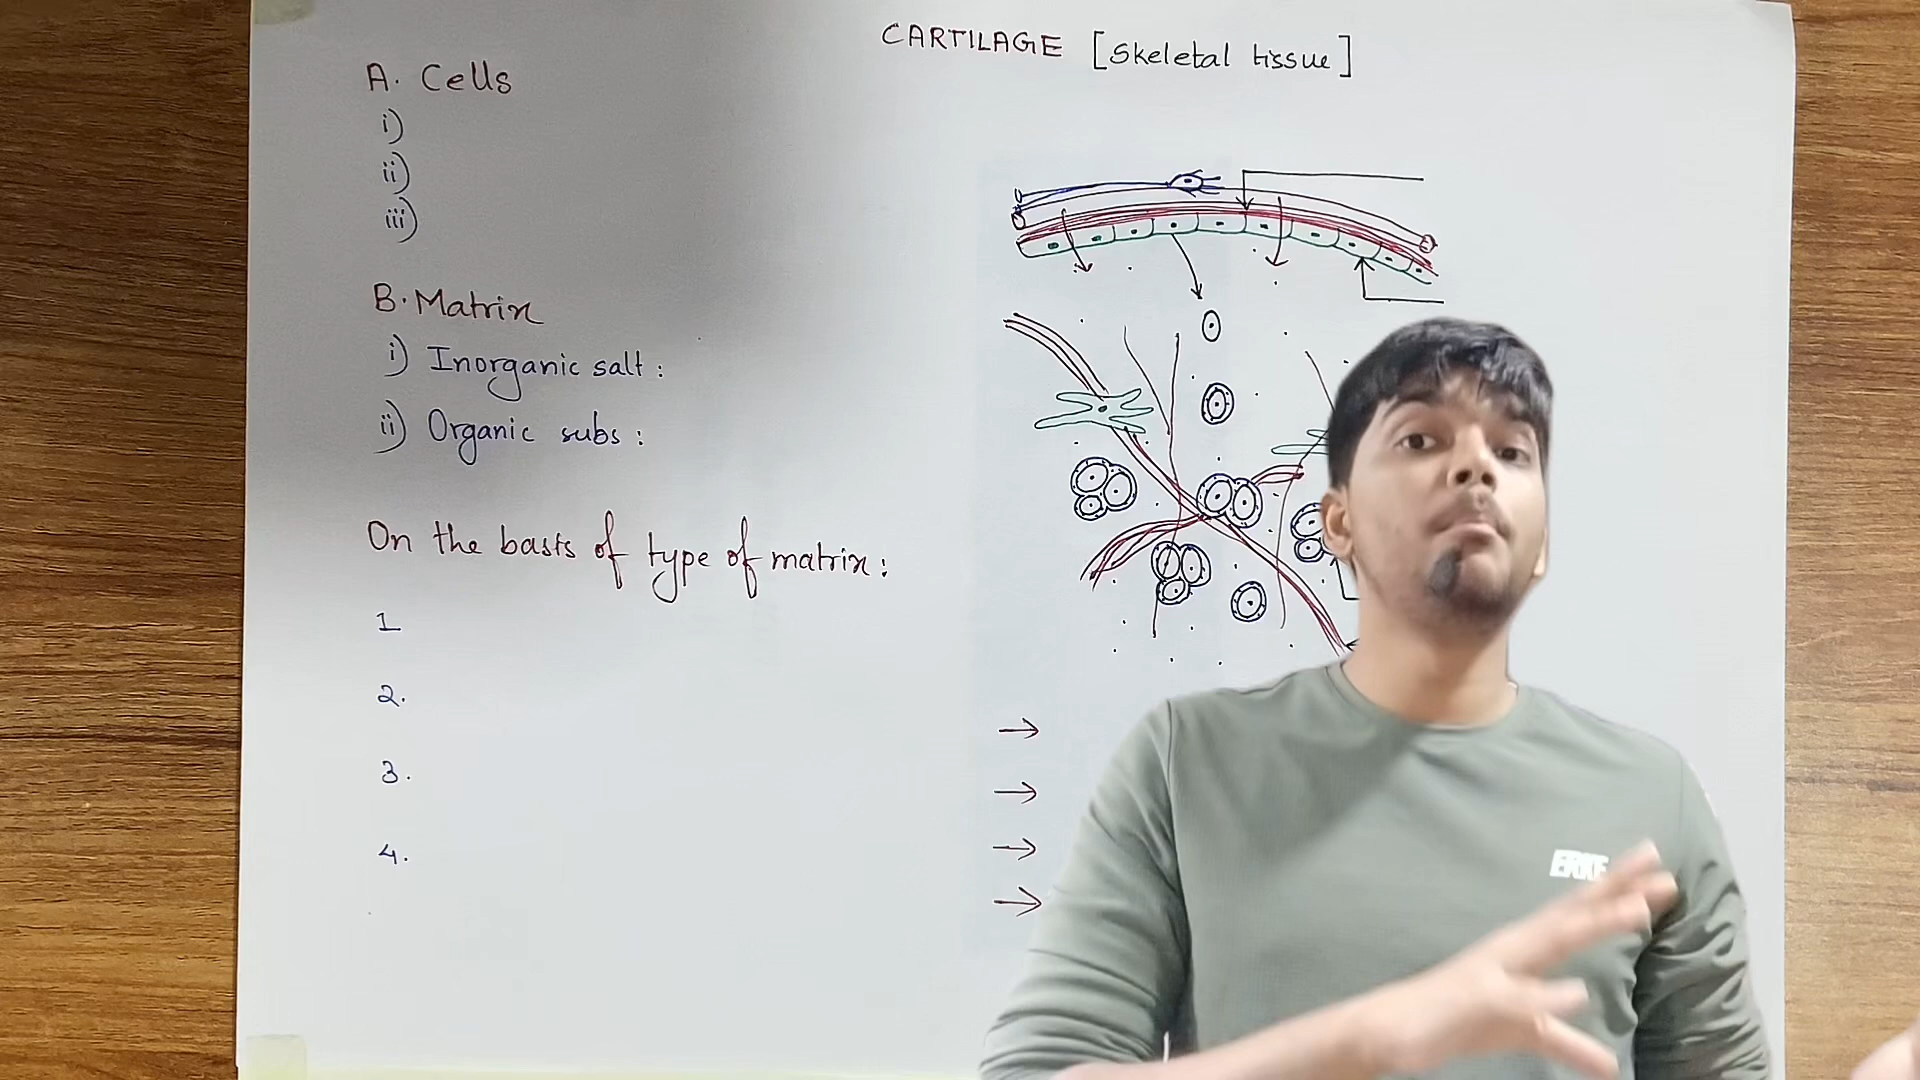 CARTILAGE [Skeletal tissue]
A. Cells
i)
ii)
iii)
B. Matrix
i) Inorganic salt :
ii) Organic subs :
On the basis of type of matrix :
1
2.
3.
4.
ERKE